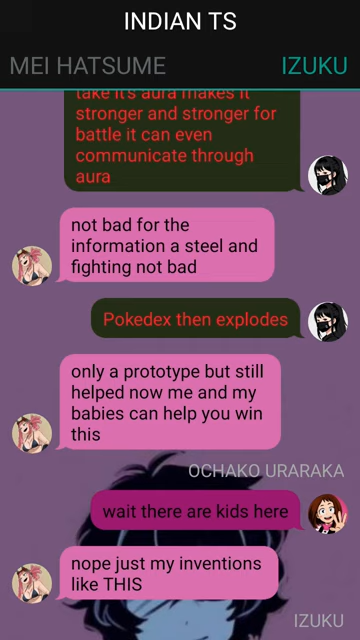 INDIAN TS
MEI HATSUME
IZUKU
take it's aura makes it
stronger and stronger for
battle it can even
communicate through
aura
not bad for the
information a steel and
fighting not bad
Pokedex then explodes
only a prototype but still
helped now me and my
babies can help you win
this
OCHAKO URARAKA
wait there are kids here
nope just my inventions
like THIS
IZUKU